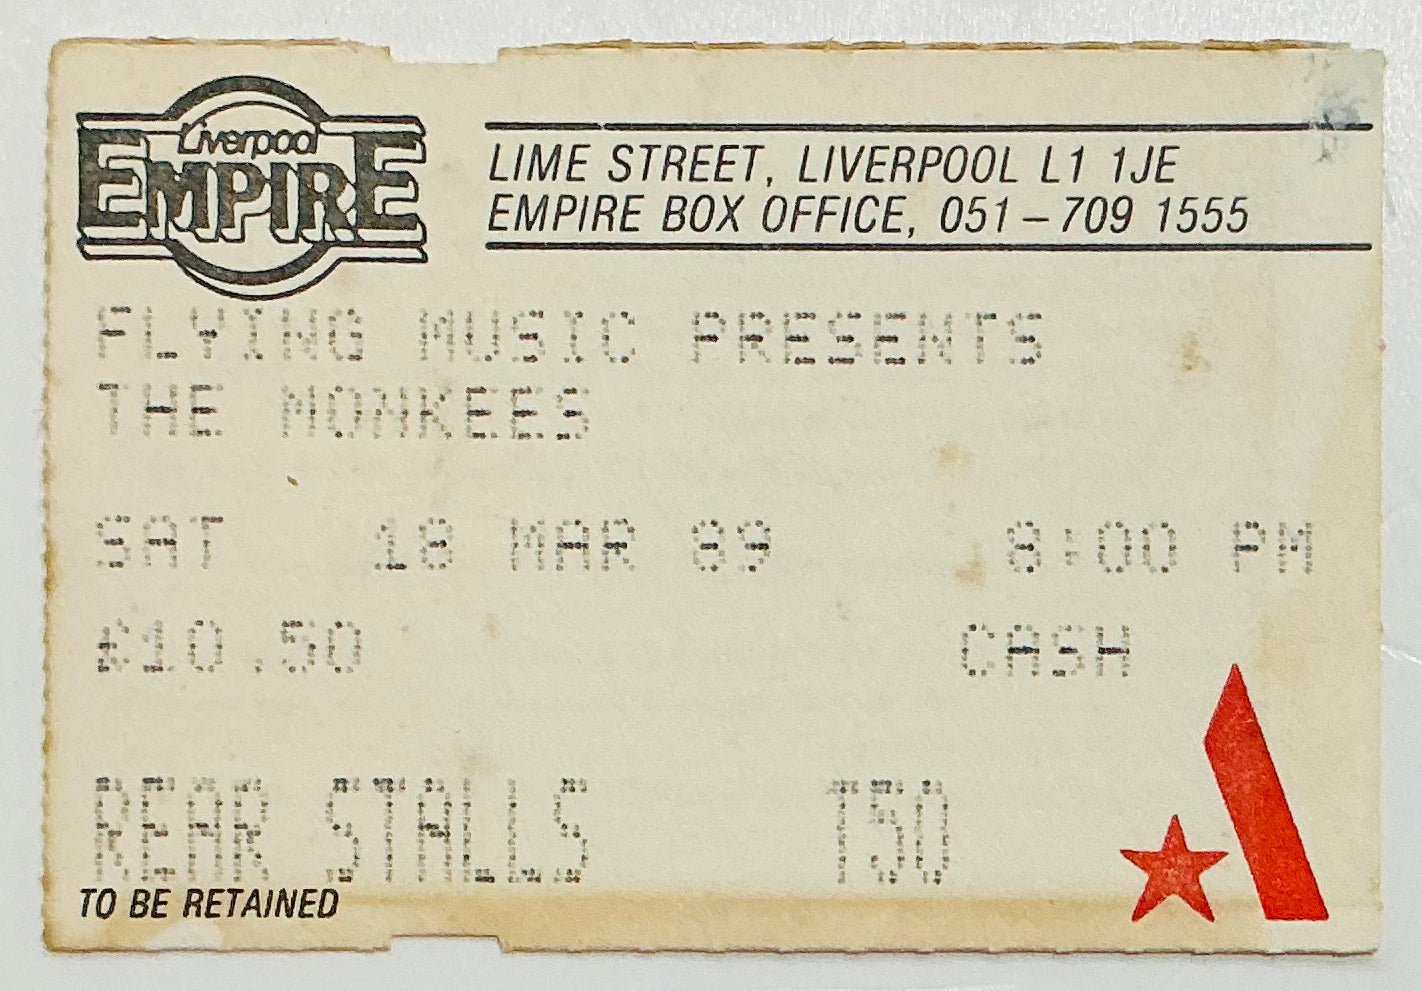 Liverpool
EMPIRE
LIME STREET, LIVERPOOL L1 1JE
EMPIRE BOX OFFICE, 051-709 1555
FLYING MUSIC PRESENTS
THE MONKEES
SAT 18 MAR 89 8:00 PM
£10.50 CASH
REAR STALLS T50
TO BE RETAINED